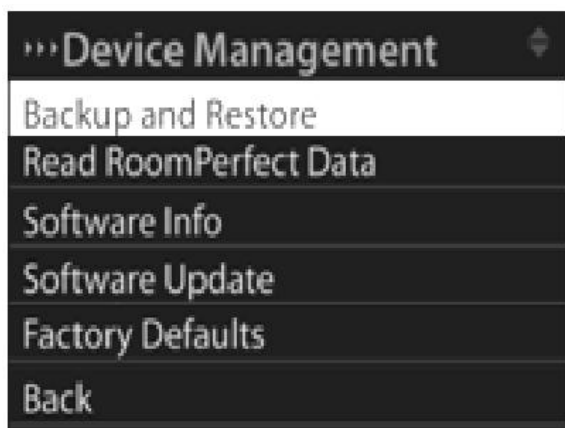 ···Device Management
Backup and Restore
Read RoomPerfect Data
Software Info
Software Update
Factory Defaults
Back